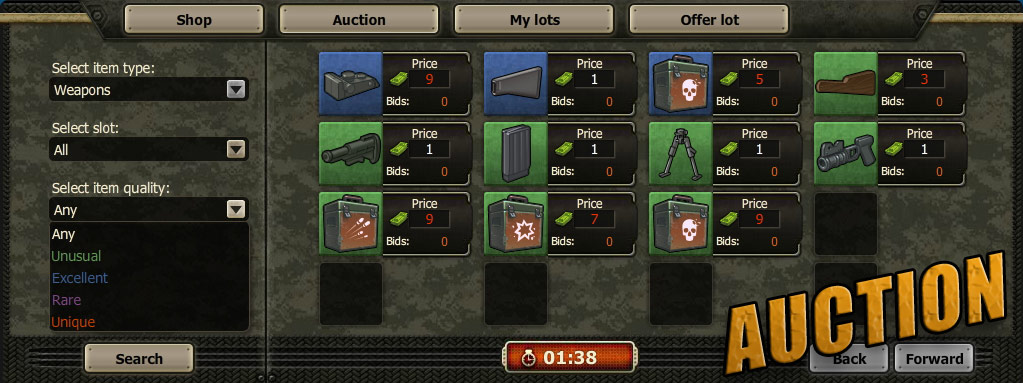 Shop
Auction
My lots
Offer lot
Select item type:
Weapons
Select slot:
All
Select item quality:
Any
Any
Unusual
Excellent
Rare
Unique
Search
Price
9
Bids: 0
Price
1
Bids: 0
Price
5
Bids: 0
Price
3
Bids: 0
Price
1
Bids: 0
Price
1
Bids: 0
Price
1
Bids: 0
Price
1
Bids: 0
Price
9
Bids: 0
Price
7
Bids: 0
Price
9
Bids: 0
AUCTION
01:38
Back
Forward